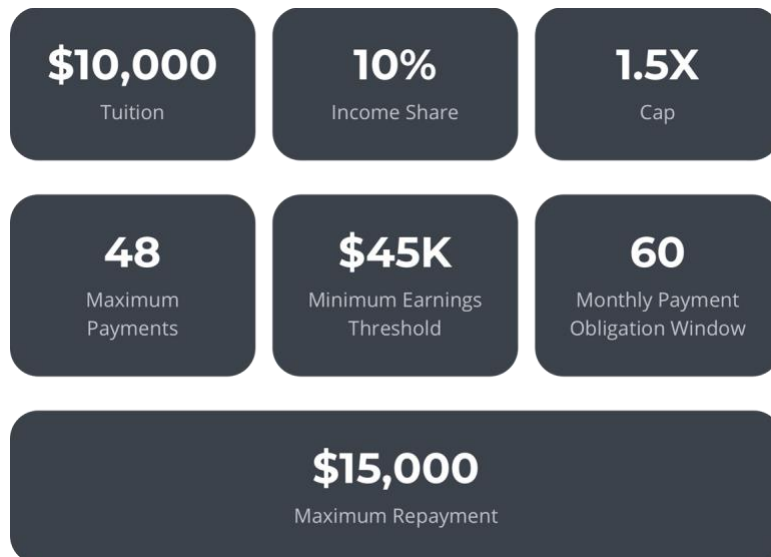 $10,000
Tuition
10%
Income Share
1.5X
Cap
48
Maximum
Payments
$45K
Minimum Earnings
Threshold
60
Monthly Payment
Obligation Window
$15,000
Maximum Repayment